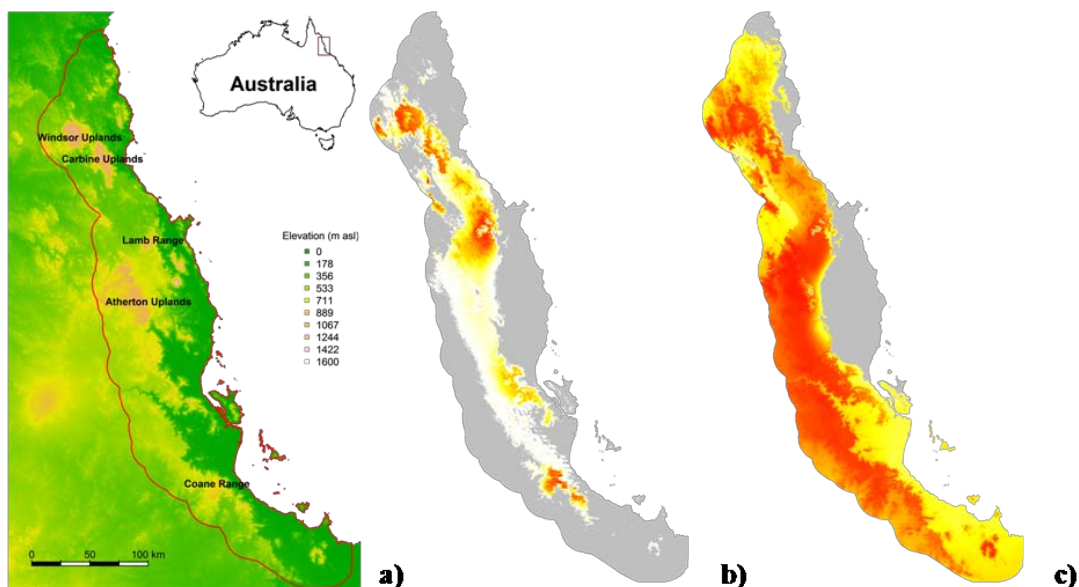 Australia
Windsor Uplands
Carbine Uplands
Lamb Range
Atherton Uplands
Coane Range
Elevation (m asl)
0
178
356
533
711
889
1067
1244
1422
1600
0 50 100 km
a)
b)
c)